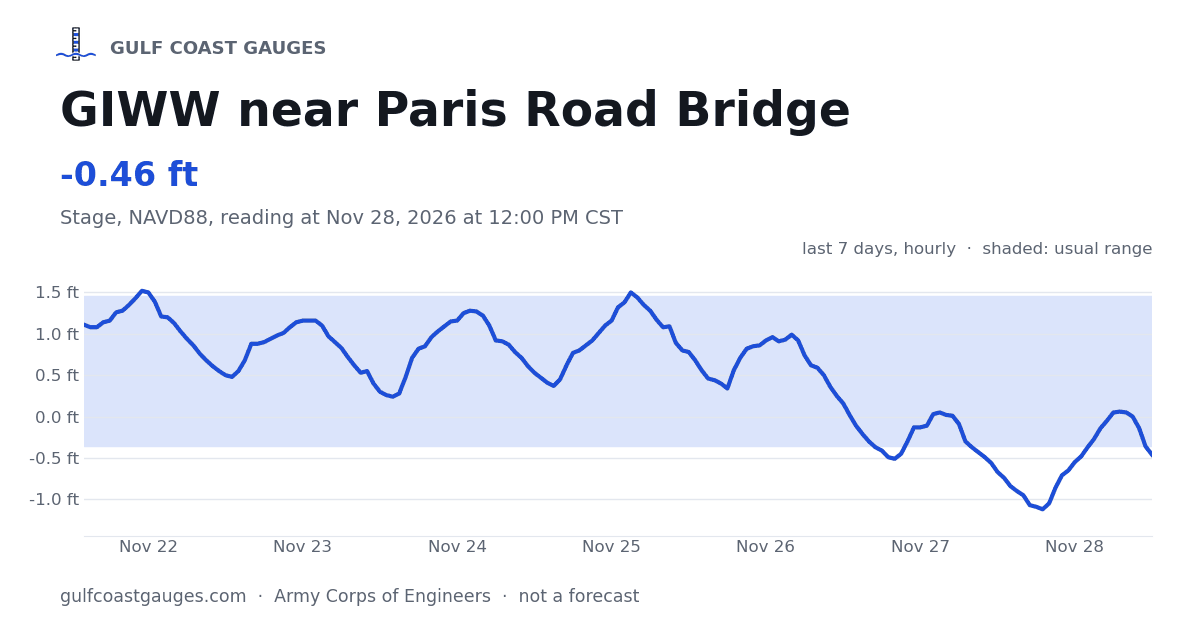 GULF COAST GAUGES
GIWW near Paris Road Bridge
-0.46 ft
Stage, NAVD88, reading at Nov 28, 2026 at 12:00 PM CST
last 7 days, hourly · shaded: usual range
1.5 ft
1.0 ft
0.5 ft
0.0 ft
-0.5 ft
-1.0 ft
Nov 22 Nov 23 Nov 24 Nov 25 Nov 26 Nov 27 Nov 28
gulfcoastgauges.com · Army Corps of Engineers · not a forecast